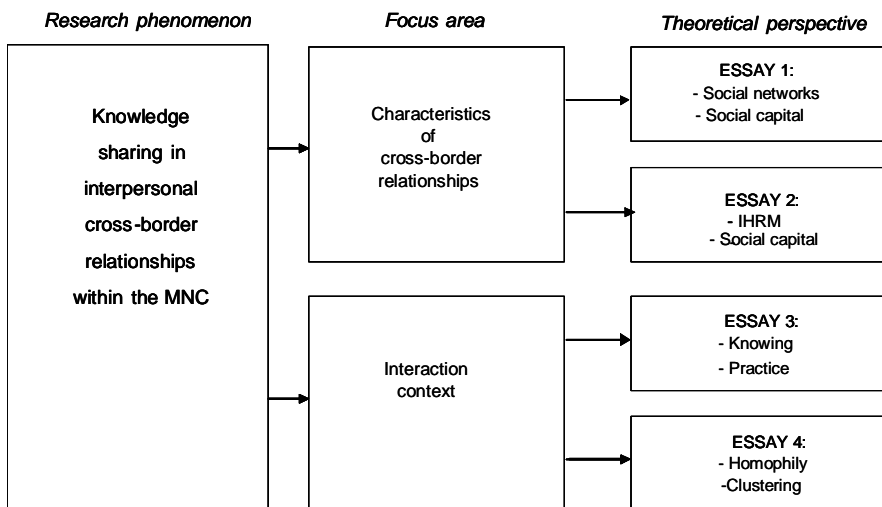 Research phenomenon
Focus area
Theoretical perspective
Knowledge
sharing in
interpersonal
cross-border
relationships
within the MNC
Characteristics
of
cross-border
relationships
Interaction
context
ESSAY 1:
- Social networks
- Social capital
ESSAY 2:
- IHRM
- Social capital
ESSAY 3:
- Knowing
- Practice
ESSAY 4:
- Homophily
-Clustering